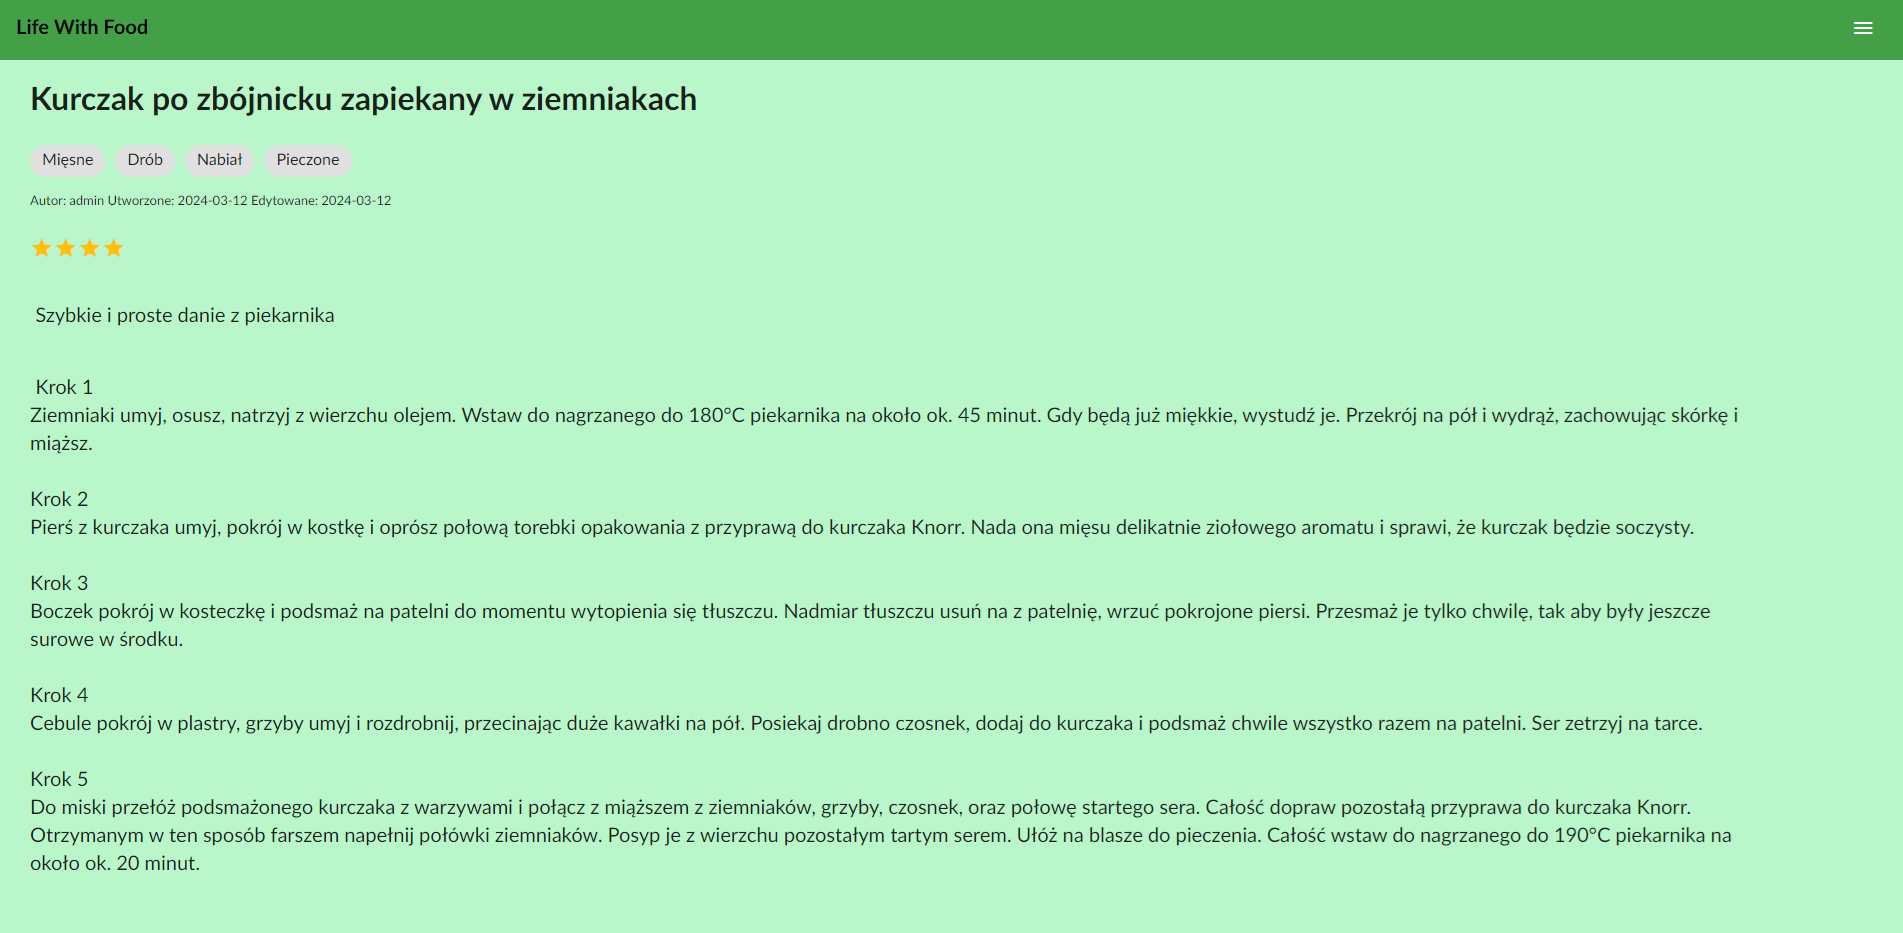 Life With Food
Kurczak po zbójnicku zapiekany w ziemniakach
Mięsne Drób Nabiał Pieczone
Autor: admin Utworzone: 2024-03-12 Edytowane: 2024-03-12
Szybkie i proste danie z piekarnika
Krok 1
Ziemniaki umyj, osusz, natrzyj z wierzchu olejem. Wstaw do nagrzanego do 180°C piekarnika na około ok. 45 minut. Gdy będą już miękkie, wystudź je. Przekrój na pół i wydrąż, zachowując skórkę i
miąższ.
Krok 2
Pierś z kurczaka umyj, pokrój w kostkę i oprósz połową torebki opakowania z przyprawą do kurczaka Knorr. Nada ona mięsu delikatnie ziołowego aromatu i sprawi, że kurczak będzie soczysty.
Krok 3
Boczek pokrój w kosteczkę i podsmaż na patelni do momentu wytopienia się tłuszczu. Nadmiar tłuszczu usuń na z patelnię, wrzuć pokrojone piersi. Przesmaż je tylko chwilę, tak aby były jeszcze
surowe w środku.
Krok 4
Cebule pokrój w plastry, grzyby umyj i rozdrobnij, przecinając duże kawałki na pół. Posiekaj drobno czosnek, dodaj do kurczaka i podsmaż chwile wszystko razem na patelni. Ser zetrzyj na tarce.
Krok 5
Do miski przełóż podsmażonego kurczaka z warzywami i połącz z miąższem z ziemniaków, grzyby, czosnek, oraz połowę startego sera. Całość dopraw pozostałą przyprawa do kurczaka Knorr.
Otrzymanym w ten sposób farszem napełnij połówki ziemniaków. Posyp je z wierzchu pozostałym tartym serem. Ułóż na blasze do pieczenia. Całość wstaw do nagrzanego do 190°C piekarnika na
około ok. 20 minut.